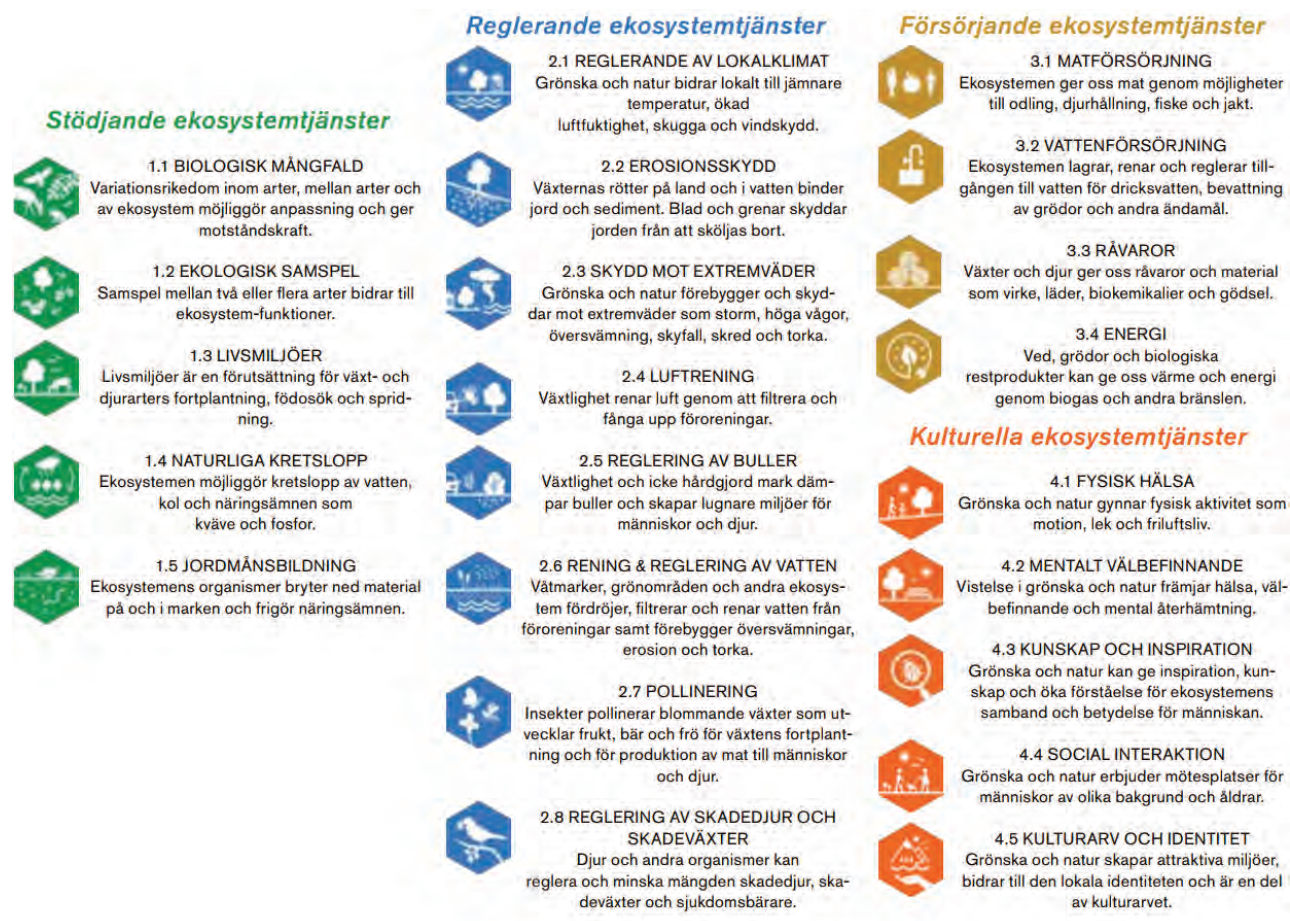 Stödjande ekosystemtjänster
1.1 BIOLOGISK MÅNGFALD
Variationsrikedom inom arter, mellan arter och
av ekosystem möjliggör anpassning och ger
motståndskraft.
1.2 EKOLOGISK SAMSPEL
Samspel mellan två eller flera arter bidrar till
ekosystem-funktioner.
1.3 LIVSMILJÖER
Livsmiljöer är en förutsättning för växt- och
djurarters fortplantning, födosök och sprid-
ning.
1.4 NATURLIGA KRETSLOPP
Ekosystemen möjliggör kretslopp av vatten,
kol och näringsämnen som
kväve och fosfor.
1.5 JORDMÅNSBILDNING
Ekosystemens organismer bryter ned material
på och i marken och frigör näringsämnen.
Reglerande ekosystemtjänster
2.1 REGLERANDE AV LOKALKLIMAT
Grönska och natur bidrar lokalt till jämnare
temperatur, ökad
luftfuktighet, skugga och vindskydd.
2.2 EROSIONSSKYDD
Växternas rötter på land och i vatten binder
jord och sediment. Blad och grenar skyddar
jorden från att sköljas bort.
2.3 SKYDD MOT EXTREMVÄDER
Grönska och natur förebygger och skyd-
dar mot extremväder som storm, höga vågor,
översvämning, skyfall, skred och torka.
2.4 LUFTRENING
Växtlighet renar luft genom att filtrera och
fånga upp föroreningar.
2.5 REGLERING AV BULLER
Växtlighet och icke hårdgjord mark däm-
par buller och skapar lugnare miljöer för
människor och djur.
2.6 RENING & REGLERING AV VATTEN
Våtmarker, grönområden och andra ekosys-
tem fördröjer, filtrerar och renar vatten från
föroreningar samt förebygger översvämningar,
erosion och torka.
2.7 POLLINERING
Insekter pollinerar blommande växter som ut-
vecklar frukt, bär och frö för växtens fortplant-
ning och för produktion av mat till människor
och djur.
2.8 REGLERING AV SKADEDJUR OCH
SKADEVÄXTER
Djur och andra organismer kan
reglera och minska mängden skadedjur, ska-
deväxter och sjukdomsbärare.
Försörjande ekosystemtjänster
3.1 MATFÖRSÖRJNING
Ekosystemen ger oss mat genom möjligheter
till odling, djurhållning, fiske och jakt.
3.2 VATTENFÖRSÖRJNING
Ekosystemen lagrar, renar och reglerar till-
gången till vatten för dricksvatten, bevattning
av grödor och andra ändamål.
3.3 RÅVAROR
Växter och djur ger oss råvaror och material
som virke, läder, biokemikalier och gödsel.
3.4 ENERGI
Ved, grödor och biologiska
restprodukter kan ge oss värme och energi
genom biogas och andra bränslen.
Kulturella ekosystemtjänster
4.1 FYSISK HÄLSA
Grönska och natur gynnar fysisk aktivitet som
motion, lek och friluftsliv.
4.2 MENTALT VÄLBEFINNANDE
Vistelse i grönska och natur främjar hälsa, väl-
befinnande och mental återhämtning.
4.3 KUNSKAP OCH INSPIRATION
Grönska och natur kan ge inspiration, kun-
skap och öka förståelse för ekosystemens
samband och betydelse för människan.
4.4 SOCIAL INTERAKTION
Grönska och natur erbjuder mötesplatser för
människor av olika bakgrund och åldrar.
4.5 KULTURARV OCH IDENTITET
Grönska och natur skapar attraktiva miljöer,
bidrar till den lokala identiteten och är en del
av kulturarvet.